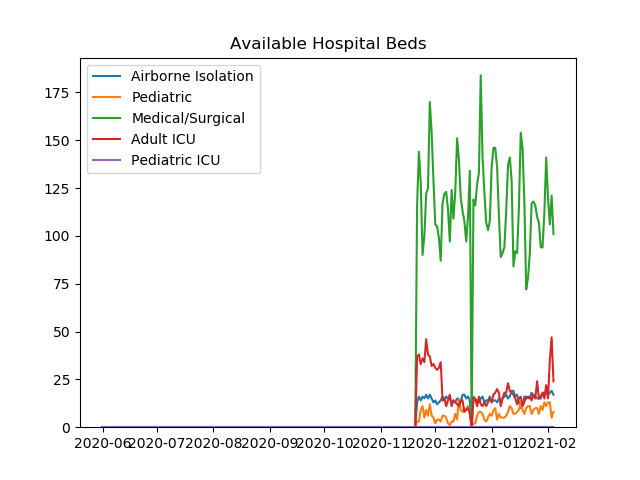 Available Hospital Beds
Airborne Isolation
Pediatric
Medical/Surgical
Adult ICU
Pediatric ICU
175
150
125
100
75
50
25
0
2020-06 2020-07 2020-08 2020-09 2020-10 2020-11 2020-12 2021-01 2021-02